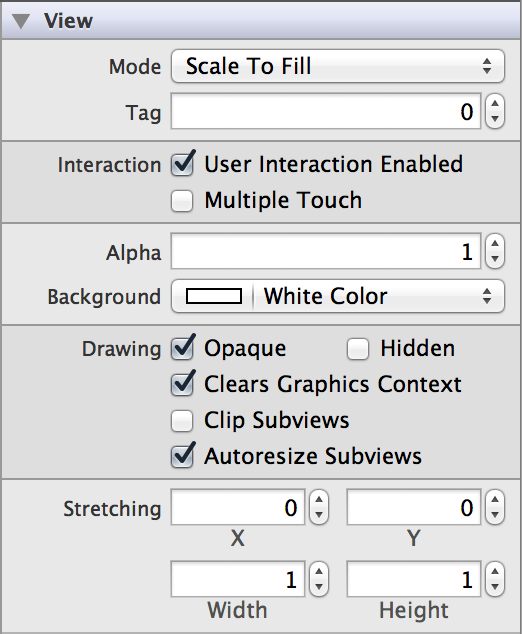 View
Mode Scale To Fill
Tag 0
Interaction User Interaction Enabled
Multiple Touch
Alpha 1
Background White Color
Drawing Opaque Hidden
Clears Graphics Context
Clip Subviews
Autoresize Subviews
Stretching 0 0
X Y
1 1
Width Height